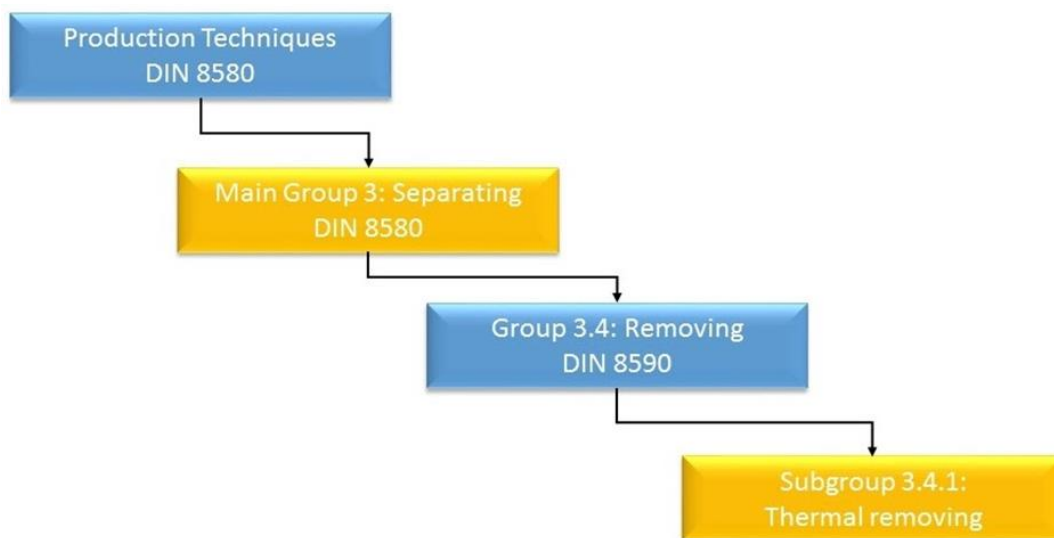 Production Techniques
DIN 8580
Main Group 3: Separating
DIN 8580
Group 3.4: Removing
DIN 8590
Subgroup 3.4.1:
Thermal removing